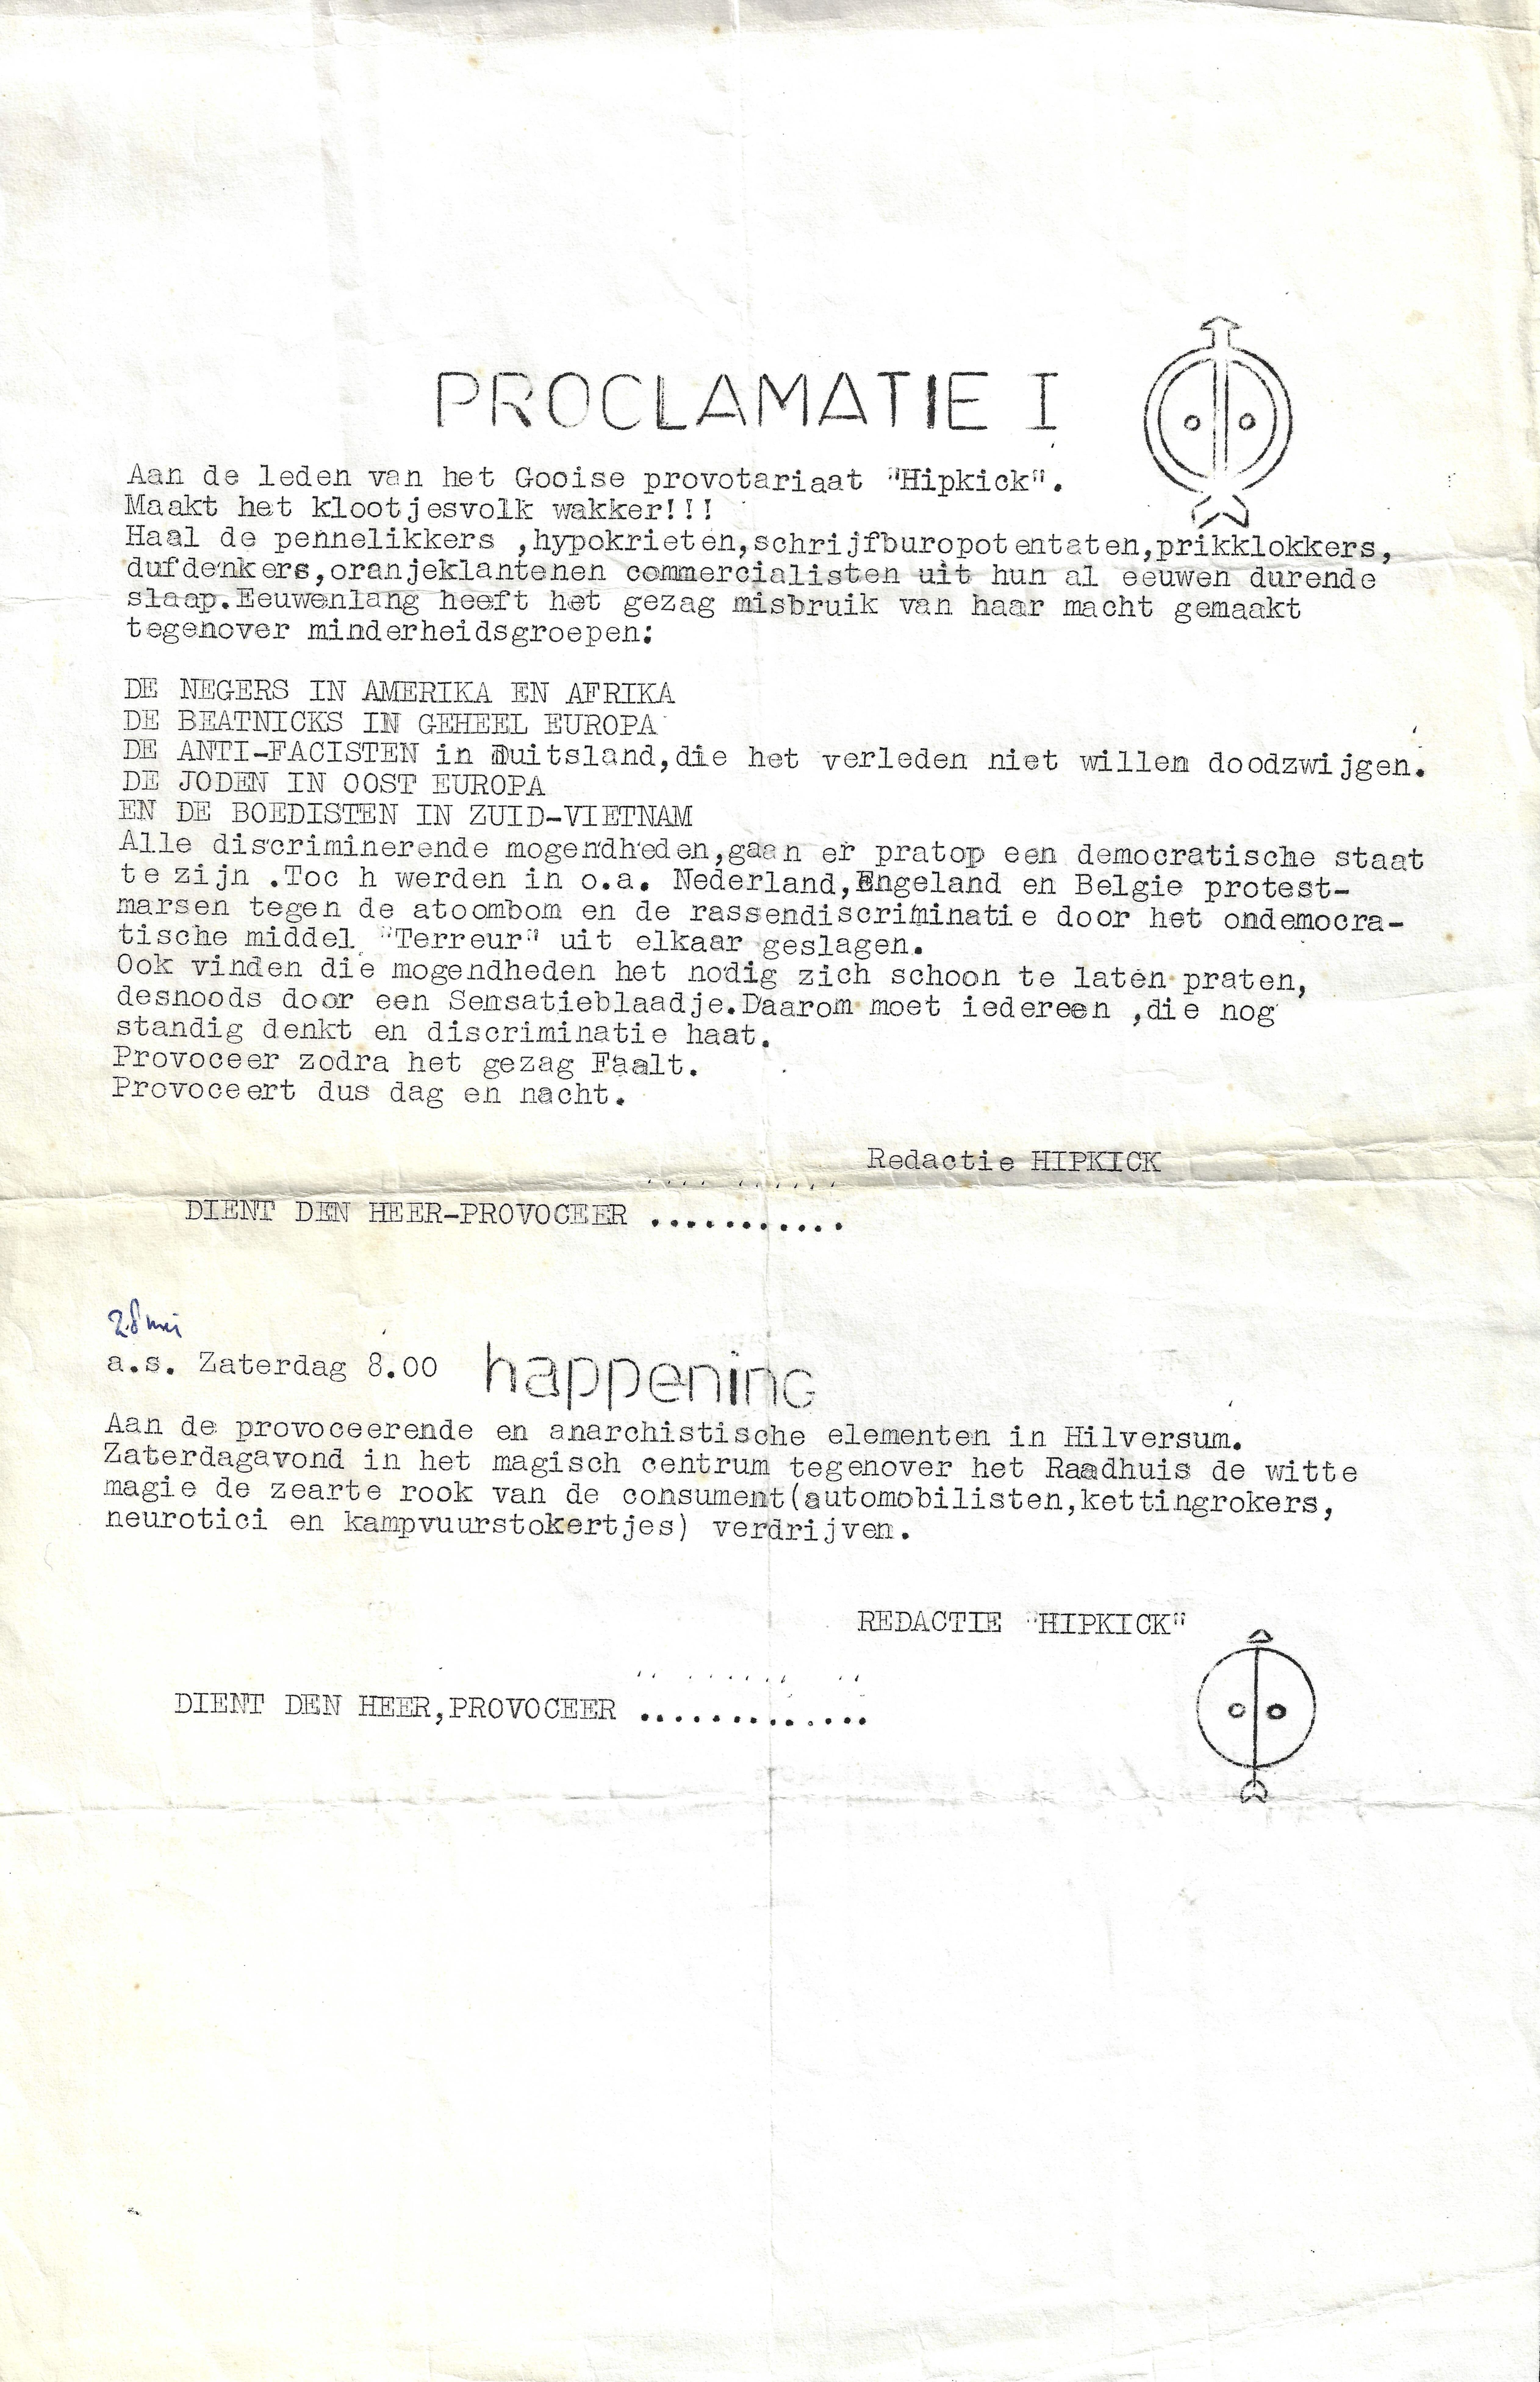 PROCLAMATIE I
Aan de leden van het Gooise provotariaat "Hipkick".
Maakt het klootjesvolk wakker!!!
Haal de pennelikkers ,hypokrieten,schrijfburopotentaten,prikklokkers,
dufdenkers,oranjeklantenen commercialisten uit hun al eeuwen durende
slaap.Eeuwenlang heeft het gezag misbruik van haar macht gemaakt
tegenover minderheidsgroepen:
DE NEGERS IN AMERIKA EN AFRIKA
DE BEATNICKS IN GEHEEL EUROPA
DE ANTI-FACISTEN in Duitsland,die het verleden niet willen doodzwijgen.
DE JODEN IN OOST EUROPA
EN DE BOEDISTEN IN ZUID-VIETNAM
Alle discriminerende mogendheden,gaan er pratop een democratische staat
te zijn .Toc h werden in o.a. Nederland,Engeland en Belgie protest-
marsen tegen de atoombom en de rassendiscriminatie door het ondemocra-
tische middel "Terreur" uit elkaar geslagen.
Ook vinden die mogendheden het nodig zich schoon te laten praten,
desnoods door een Sensatieblaadje.Daarom moet iedereen ,die nog
standig denkt en discriminatie haat.
Provoceer zodra het gezag Faalt.
Provoceert dus dag en nacht.
Redactie HIPKICK
DIENT DEN HEER-PROVOCEER ...........
28 mei
a.s. Zaterdag 8.00 happening
Aan de provoceerende en anarchistische elementen in Hilversum.
Zaterdagavond in het magisch centrum tegenover het Raadhuis de witte
magie de zearte rook van de consument(automobilisten,kettingrokers,
neurotici en kampvuurstokertjes) verdrijven.
REDACTIE "HIPKICK"
DIENT DEN HEER,PROVOCEER .............